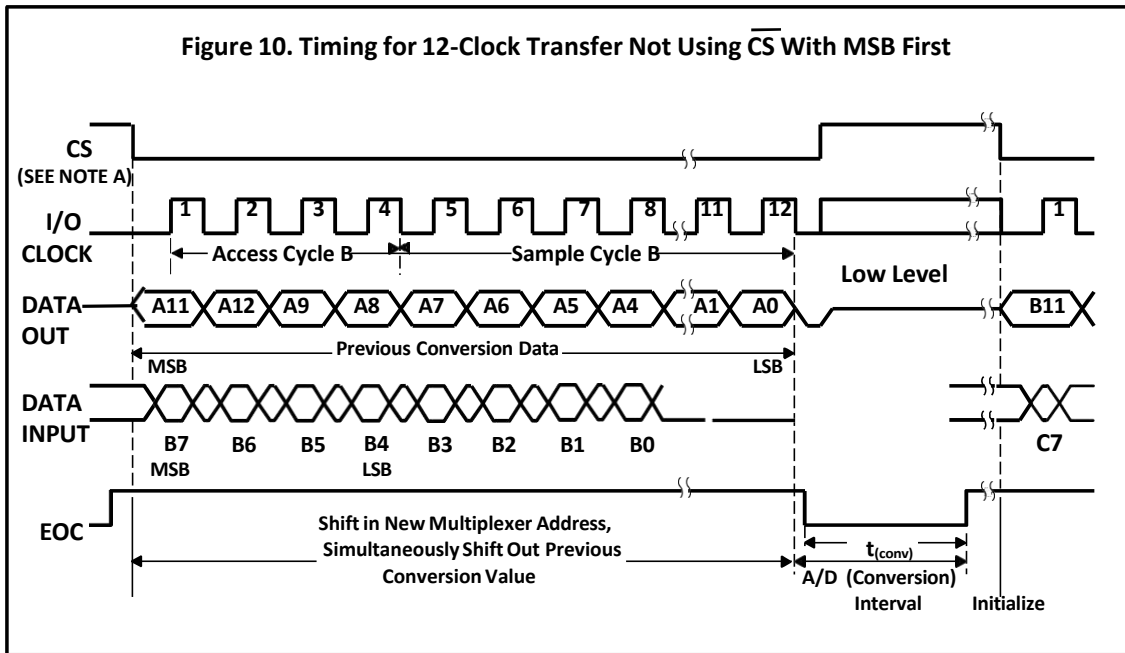 Figure 10. Timing for 12-Clock Transfer Not Using CS With MSB First
CS
(SEE NOTE A)
I/O
CLOCK
1 2 3 4 5 6 7 8 11 12 1
Access Cycle B Sample Cycle B
Low Level
DATA
OUT
A11 A12 A9 A8 A7 A6 A5 A4 A1 A0 B11
Previous Conversion Data
MSB LSB
DATA
INPUT
B7 B6 B5 B4 B3 B2 B1 B0 C7
MSB LSB
EOC
Shift in New Multiplexer Address,
Simultaneously Shift Out Previous
Conversion Value
t(conv)
A/D (Conversion)
Interval
Initialize